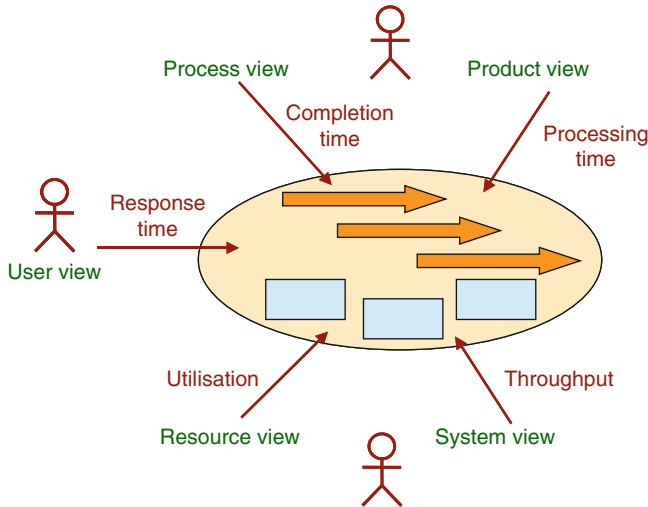 Process view
Product view
Completion
time
Processing
time
Response
time
User view
Utilisation
Throughput
Resource view
System view